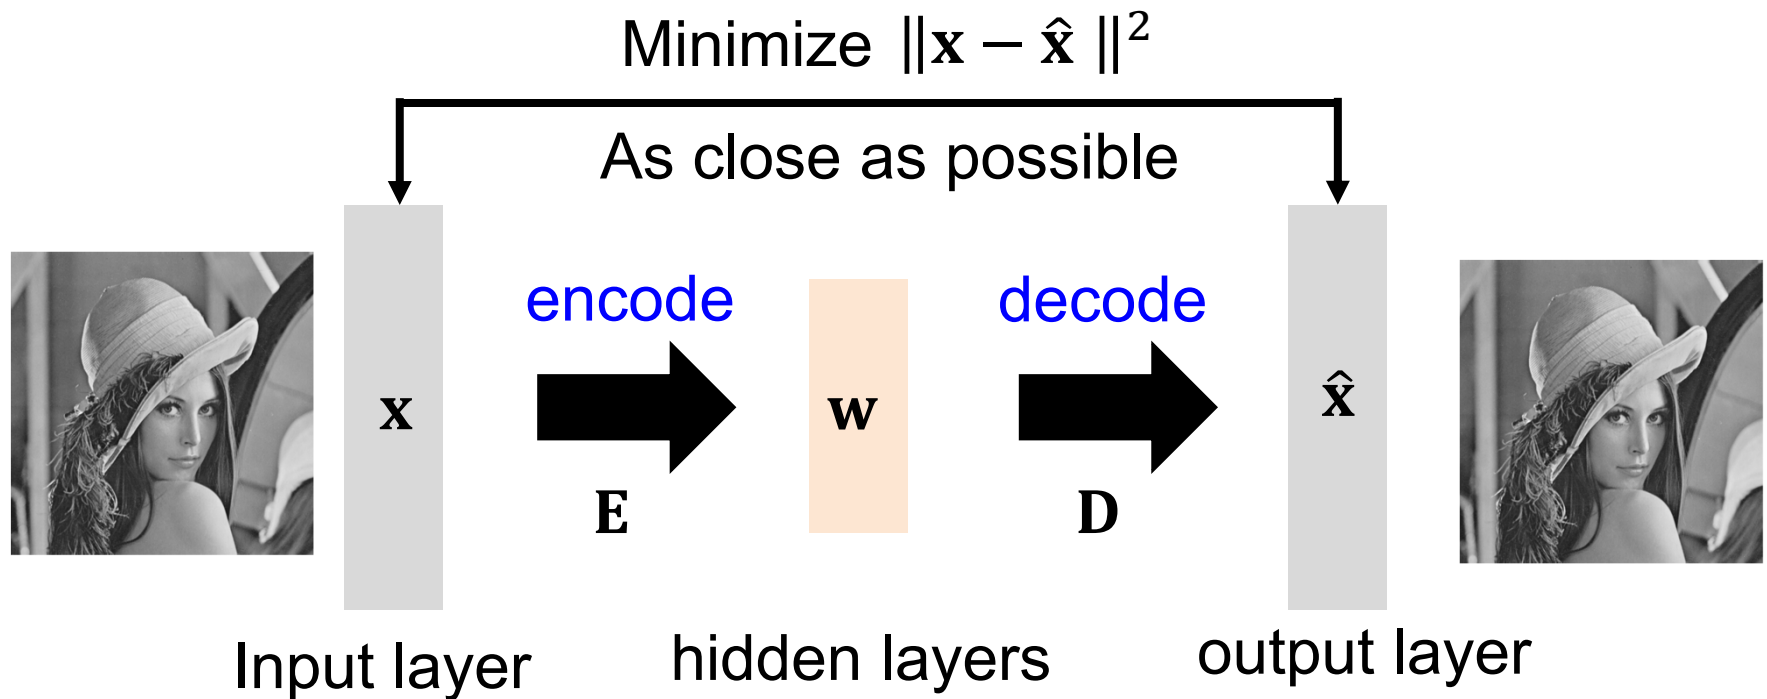 Minimize ‖𝐱 − 𝐱̂ ‖²
As close as possible
encode
decode
𝐱
𝐰
𝐱̂
𝐄
𝐃
Input layer
hidden layers
output layer